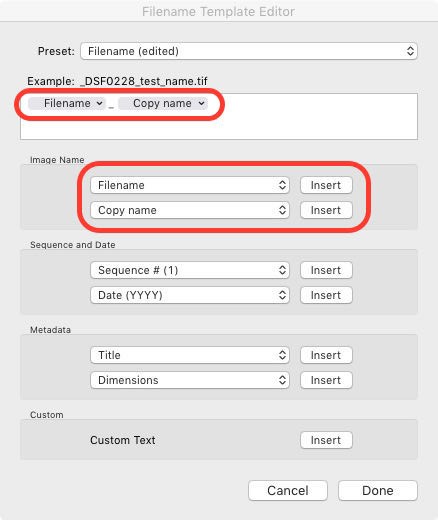 Filename Template Editor
Preset: Filename (edited)
Example: _DSF0228_test_name.tif
Filename _ Copy name
Image Name
Filename Insert
Copy name Insert
Sequence and Date
Sequence # (1) Insert
Date (YYYY) Insert
Metadata
Title Insert
Dimensions Insert
Custom
Custom Text Insert
Cancel Done